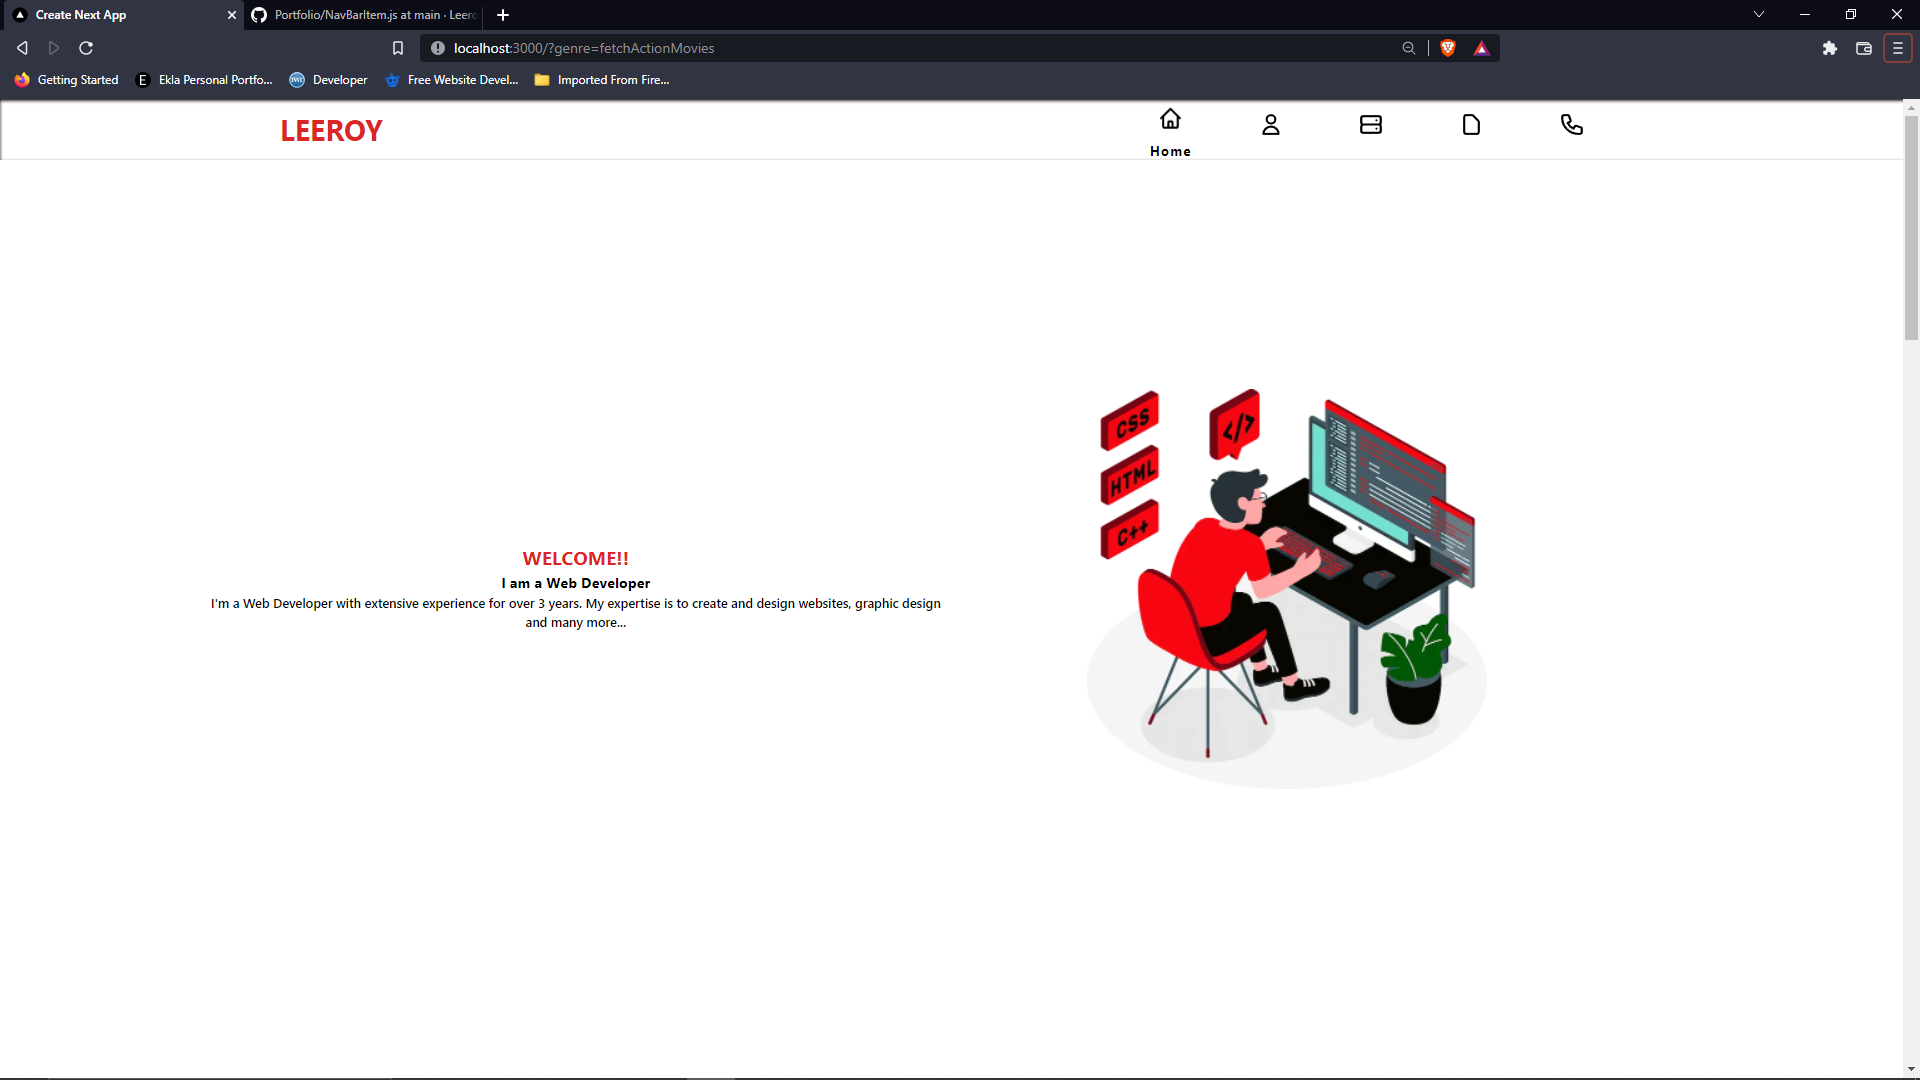 Create Next App
Portfolio/NavBarItem.js at main · Leero
localhost:3000/?genre=fetchActionMovies
Getting Started
Ekla Personal Portfo...
Developer
Free Website Devel...
Imported From Fire...
LEEROY
Home
CSS
</>
HTML
C++
WELCOME!!
I am a Web Developer
I'm a Web Developer with extensive experience for over 3 years. My expertise is to create and design websites, graphic design
and many more...